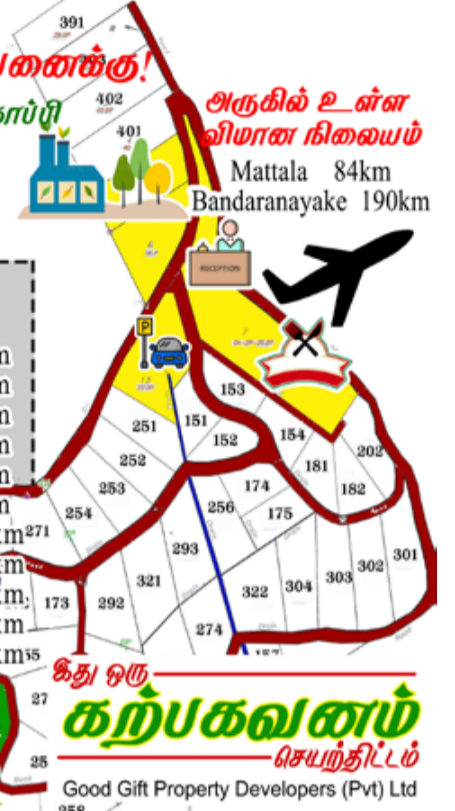 391
402
401
னைக்கு!
காப்பி
அருகில் உள்ள
விமான நிலையம்
Mattala 84km
Bandaranayake 190km
RECEPTION
P
153
151
152
154
251
252
253
254
202
181
182
174
175
256
293
271
321
292
173
274
322
304
303
302
301
இது ஒரு
கற்பகவனம்
செயற்திட்டம்
27
25
Good Gift Property Developers (Pvt) Ltd